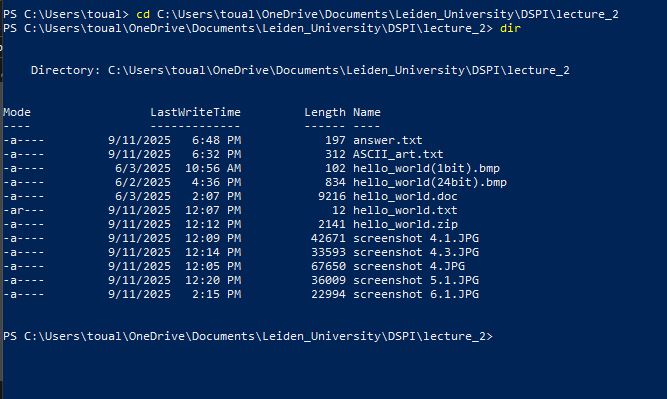 PS C:\Users\toual> cd C:\Users\toual\OneDrive\Documents\Leiden_University\DSPI\lecture_2
PS C:\Users\toual\OneDrive\Documents\Leiden_University\DSPI\lecture_2> dir
Directory: C:\Users\toual\OneDrive\Documents\Leiden_University\DSPI\lecture_2
Mode LastWriteTime Length Name
---- ------------- ------ ----
-a---- 9/11/2025 6:48 PM 197 answer.txt
-a---- 9/11/2025 6:32 PM 312 ASCII_art.txt
-a---- 6/3/2025 10:56 AM 102 hello_world(1bit).bmp
-a---- 6/2/2025 4:36 PM 834 hello_world(24bit).bmp
-a---- 6/3/2025 2:07 PM 9216 hello_world.doc
-ar--- 9/11/2025 12:07 PM 12 hello_world.txt
-a---- 9/11/2025 12:12 PM 2141 hello_world.zip
-a---- 9/11/2025 12:09 PM 42671 screenshot 4.1.JPG
-a---- 9/11/2025 12:14 PM 33593 screenshot 4.3.JPG
-a---- 9/11/2025 12:05 PM 67650 screenshot 4.JPG
-a---- 9/11/2025 12:20 PM 36009 screenshot 5.1.JPG
-a---- 9/11/2025 2:15 PM 22994 screenshot 6.1.JPG
PS C:\Users\toual\OneDrive\Documents\Leiden_University\DSPI\lecture_2>